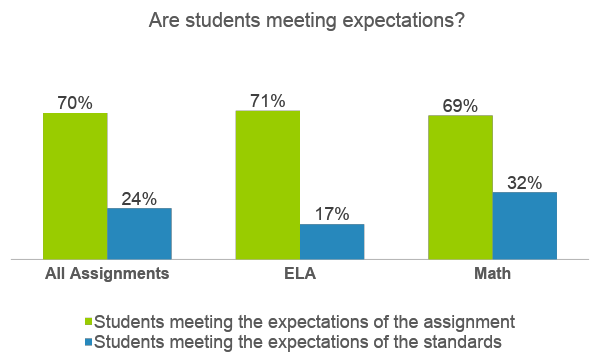 Are students meeting expectations?
70%
24%
71%
17%
69%
32%
All Assignments
ELA
Math
Students meeting the expectations of the assignment
Students meeting the expectations of the standards